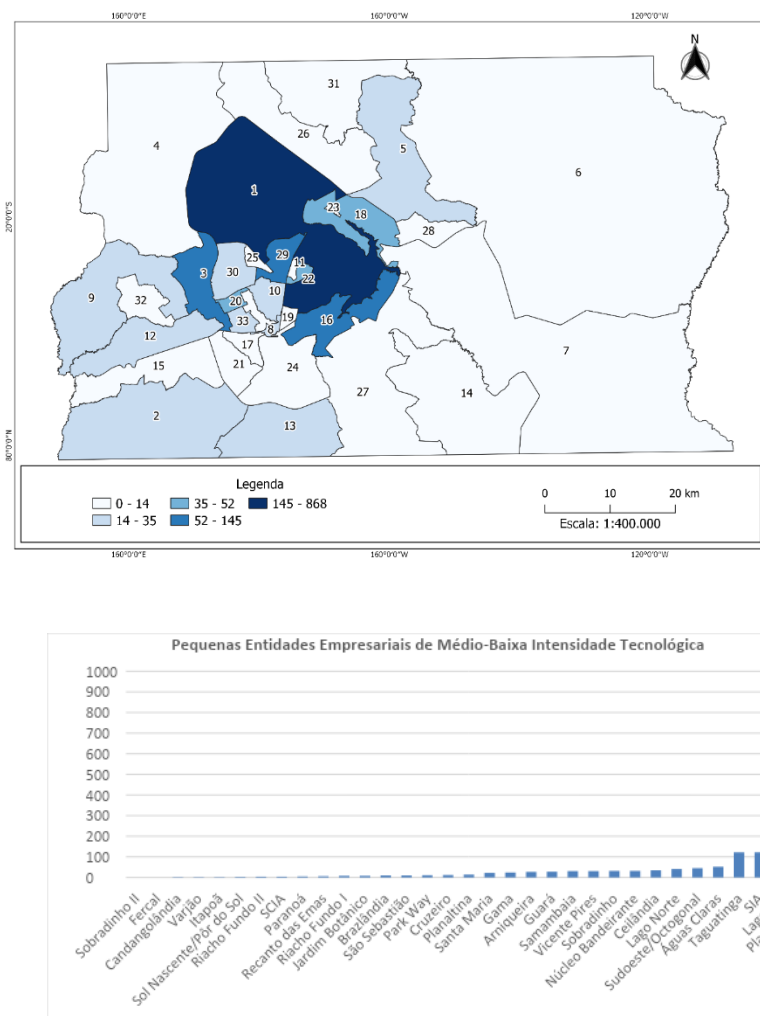 160°0'0"E 160°0'0"W 120°0'0"W
N
31
4
26
5
6
1
20°0'0"S
23
18
28
25
29
11
3
30
22
9
32
20
10
12
33
8
19
16
17
7
15
21
24
27
14
2
13
80°0'0"N
Legenda
0 - 14 35 - 52 145 - 868
14 - 35 52 - 145
0 10 20 km
Escala: 1:400.000
160°0'0"E 160°0'0"W 120°0'0"W
Pequenas Entidades Empresariais de Médio-Baixa Intensidade Tecnológica
1000
900
800
700
600
500
400
300
200
100
0
Sobradinho II
Fercal
Candangolândia
Varjão
Itapoã
Sol Nascente/Pôr do Sol
Riacho Fundo II
SCIA
Paranoá
Recanto das Emas
Riacho Fundo I
Jardim Botânico
Brazlândia
São Sebastião
Park Way
Cruzeiro
Planaltina
Santa Maria
Gama
Arniqueira
Guará
Samambaia
Vicente Pires
Sobradinho
Núcleo Bandeirante
Ceilândia
Lago Norte
Sudoeste/Octogonal
Águas Claras
Taguatinga
SIA
Lag
Pla